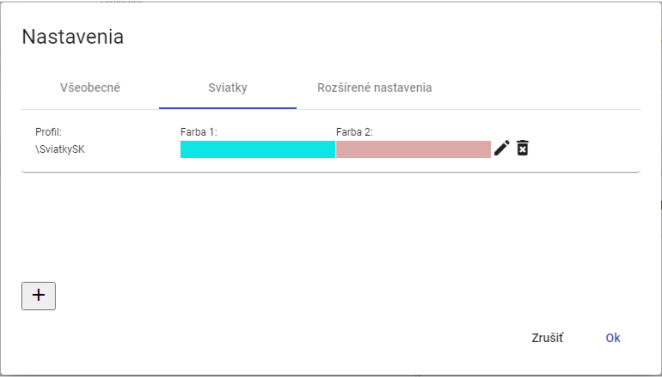 Nastavenia
Všeobecné Sviatky Rozšírené nastavenia
Profil: Farba 1: Farba 2:
\SviatkySK
Zrušiť Ok